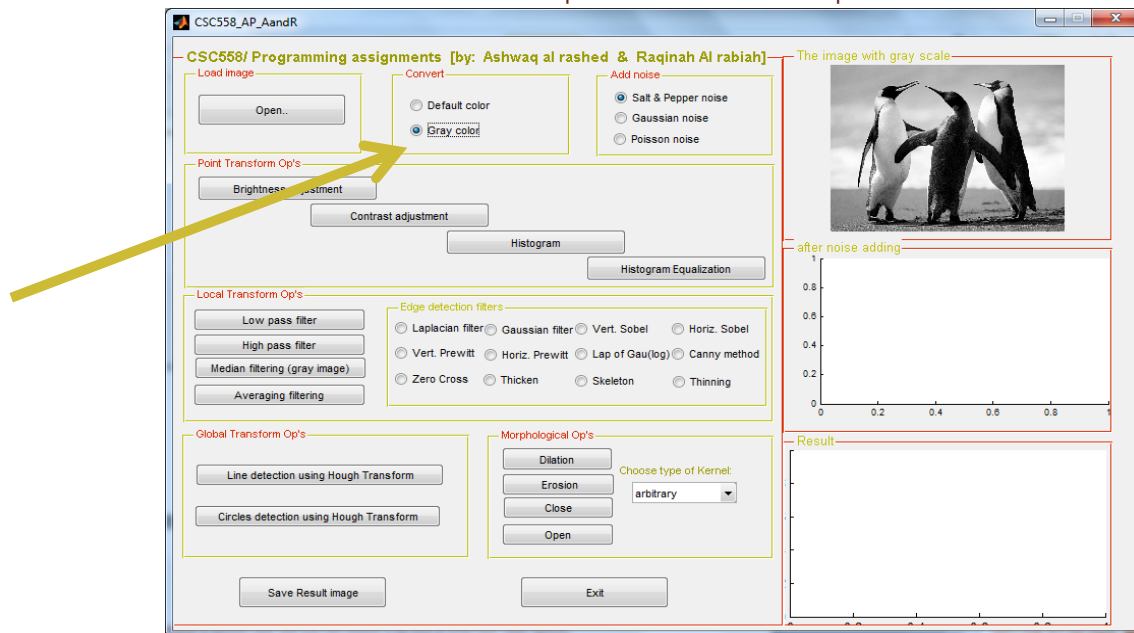 CSC558_AP_AandR
CSC558/ Programming assignments [by: Ashwaq al rashed & Raqinah Al rabiah]
Load image
Open..
Convert
Default color
Gray color
Add noise
Salt & Pepper noise
Gaussian noise
Poisson noise
Point Transform Op's
Brightness
Contrast adjustment
Histogram
Histogram Equalization
Local Transform Op's
Low pass filter
High pass filter
Median filtering (gray image)
Averaging filtering
Edge detection filters
Laplacian filter Gaussian filter Vert. Sobel Horiz. Sobel
Vert. Prewitt Horiz. Prewitt Lap of Gau(log) Canny method
Zero Cross Thicken Skeleton Thinning
Global Transform Op's
Line detection using Hough Transform
Circles detection using Hough Transform
Morphological Op's
Dilation
Erosion
Close
Open
Choose type of Kernel:
arbitrary
Save Result image
Exit
The image with gray scale
after noise adding
1
0.8
0.6
0.4
0.2
0
0 0.2 0.4 0.6 0.8 1
Result